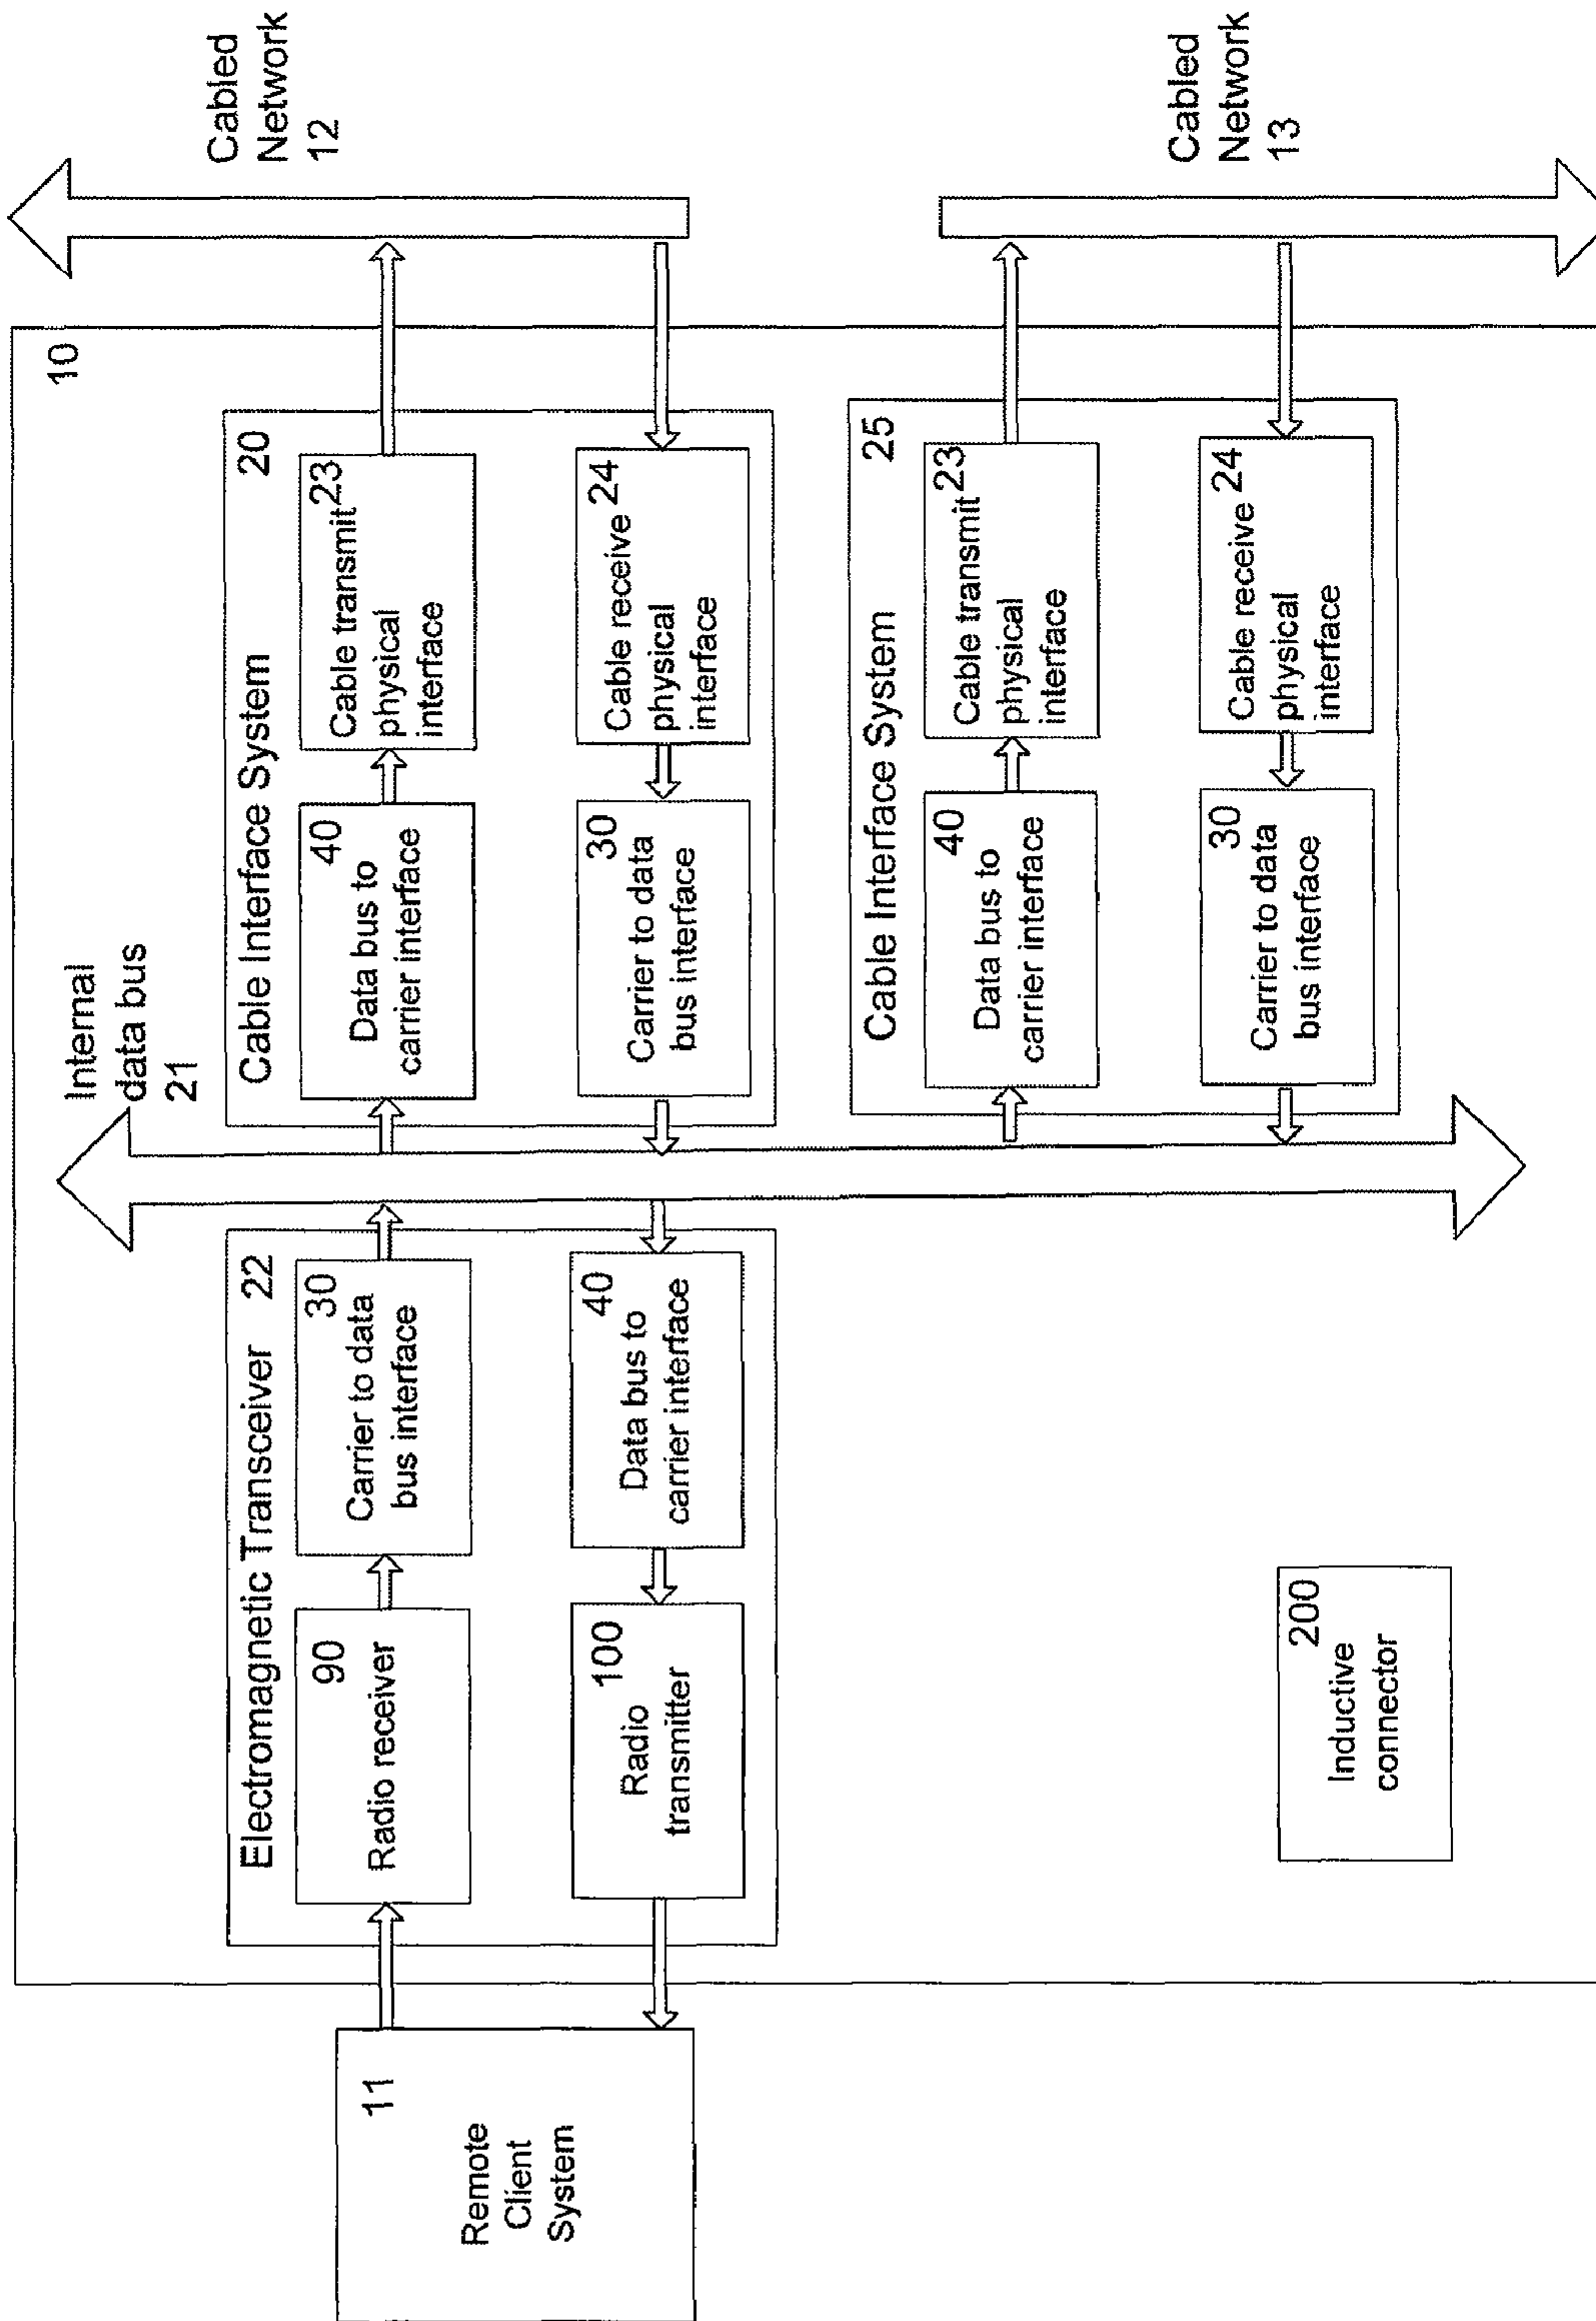 Remote
Client
System
11
10
Electromagnetic Transceiver 22
90
Radio receiver
30
Carrier to data
bus interface
100
Radio
transmitter
40
Data bus to
carrier interface
200
Inductive
connector
Internal
data bus
21
Cable Interface System 20
40
Data bus to
carrier interface
Cable transmit 23
physical
interface
30
Carrier to data
bus interface
Cable receive 24
physical
interface
Cable Interface System 25
40
Data bus to
carrier interface
Cable transmit 23
physical
interface
30
Carrier to data
bus interface
Cable receive 24
physical
interface
Cabled
Network
12
Cabled
Network
13